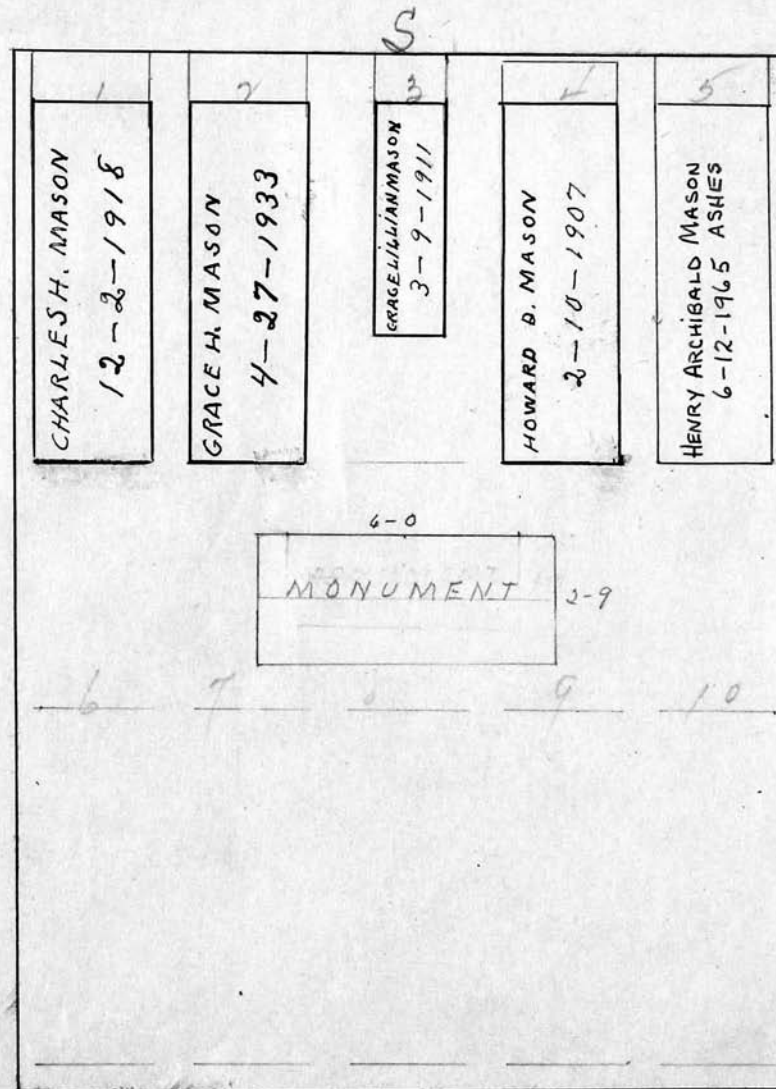 S
1
2
3
4
5
CHARLES H. MASON
12-2-1918
GRACE H. MASON
4-27-1933
GRACE LILLIAN MASON
3-9-1911
HOWARD D. MASON
2-10-1907
HENRY ARCHIBALD MASON
6-12-1965 ASHES
6-0
MONUMENT
2-9
6
7
9
10